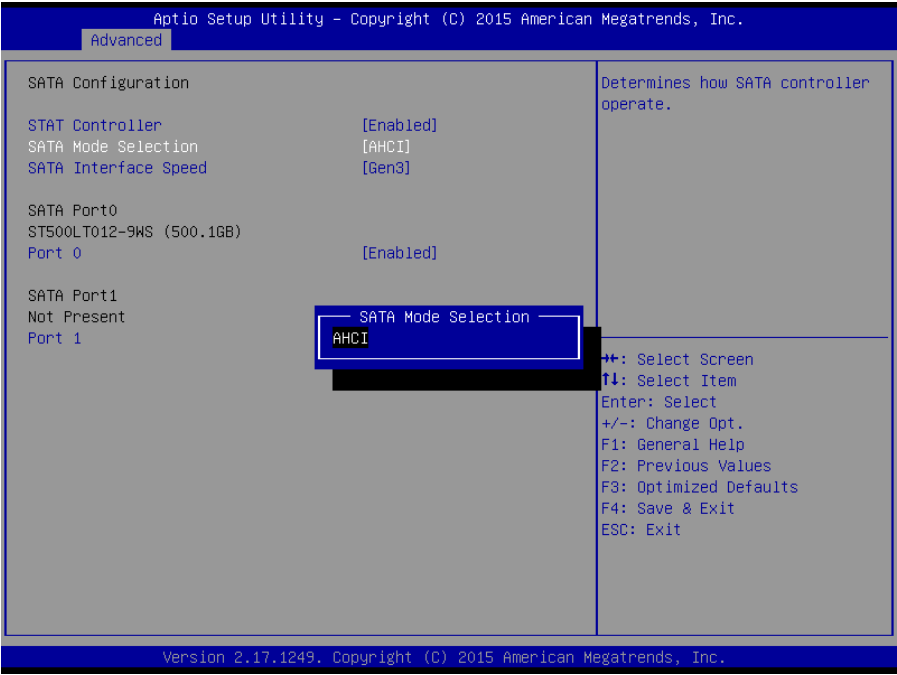 Aptio Setup Utility – Copyright (C) 2015 American Megatrends, Inc.
Advanced
SATA Configuration
STAT Controller [Enabled]
SATA Mode Selection [AHCI]
SATA Interface Speed [Gen3]
SATA Port0
ST500LT012-9WS (500.1GB)
Port 0 [Enabled]
SATA Port1
Not Present
Port 1
SATA Mode Selection
AHCI
Determines how SATA controller
operate.
→←: Select Screen
↑↓: Select Item
Enter: Select
+/-: Change Opt.
F1: General Help
F2: Previous Values
F3: Optimized Defaults
F4: Save & Exit
ESC: Exit
Version 2.17.1249. Copyright (C) 2015 American Megatrends, Inc.